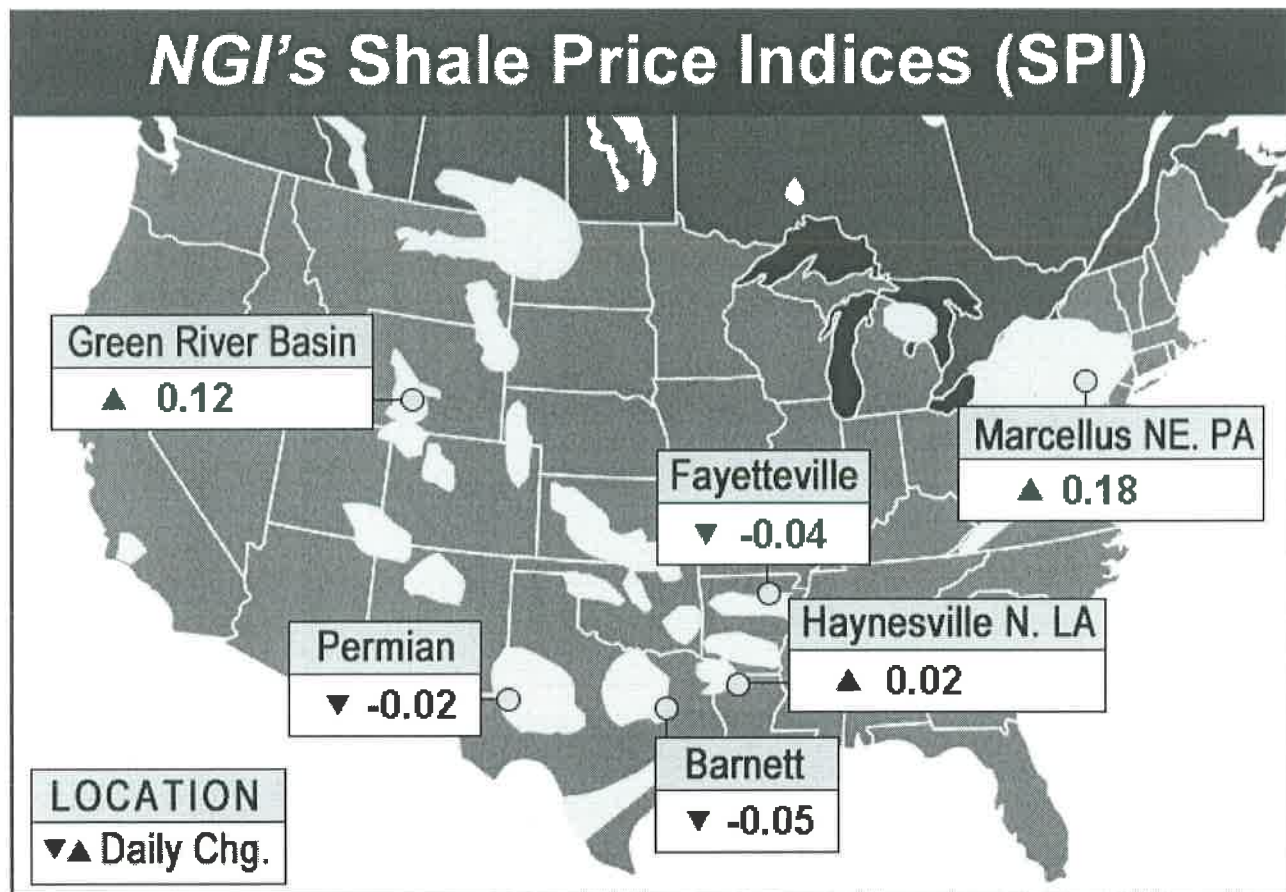 NGI's Shale Price Indices (SPI)
Green River Basin
▲ 0.12
Marcellus NE. PA
▲ 0.18
Fayetteville
▼ -0.04
Haynesville N. LA
▲ 0.02
Permian
▼ -0.02
Barnett
▼ -0.05
LOCATION
▼▲ Daily Chg.